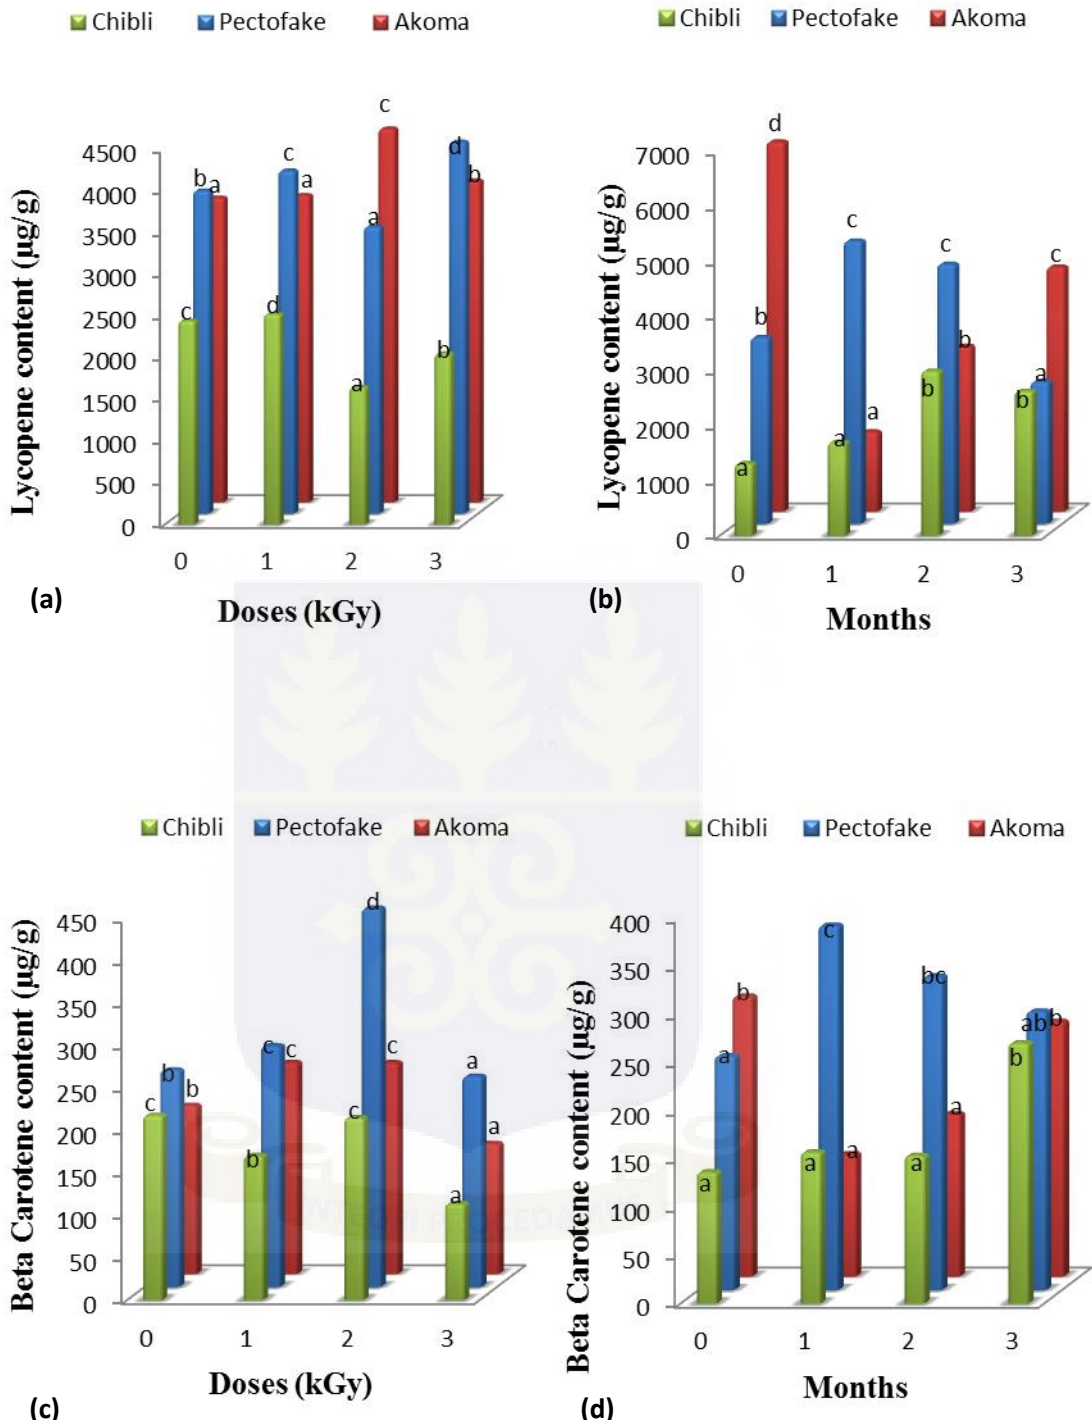 Chibli Pectofake Akoma
Lycopene content (µg/g)
4500
4000
3500
3000
2500
2000
1500
1000
500
0
c b a
d c a
a a c
b d b
0 1 2 3
Doses (kGy)
(a)
Chibli Pectofake Akoma
Lycopene content (µg/g)
7000
6000
5000
4000
3000
2000
1000
0
a b d
a c a
b c b
b a c
0 1 2 3
Months
(b)
Chibli Pectofake Akoma
Beta Carotene content (µg/g)
450
400
350
300
250
200
150
100
50
0
c b b
b c c
c d c
a a a
0 1 2 3
Doses (kGy)
(c)
Chibli Pectofake Akoma
Beta Carotene content (µg/g)
400
350
300
250
200
150
100
50
0
a a b
a c a
a bc a
b ab b
0 1 2 3
Months
(d)
INTEGRI PROCEDAMUS